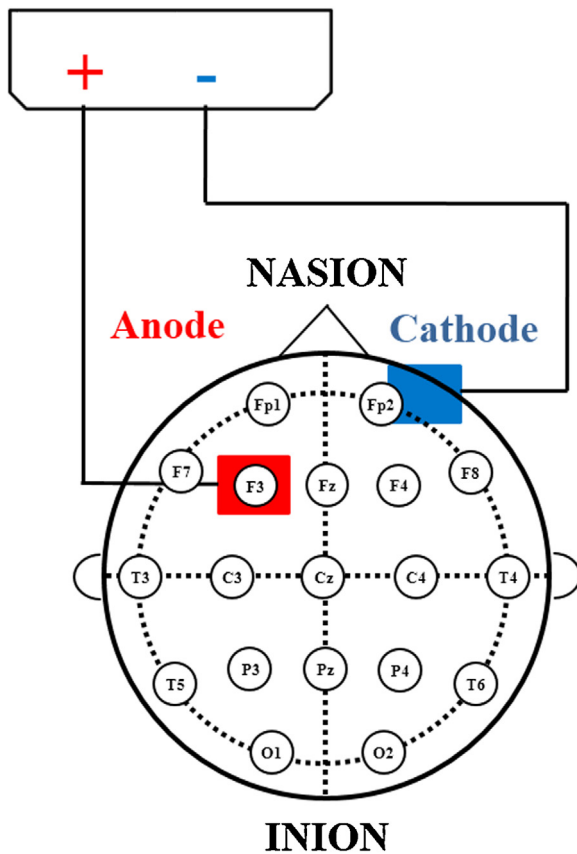 + -
NASION
Anode Cathode
Fp1 Fp2
F7 F3 Fz F4 F8
T3 C3 Cz C4 T4
T5 P3 Pz P4 T6
O1 O2
INION